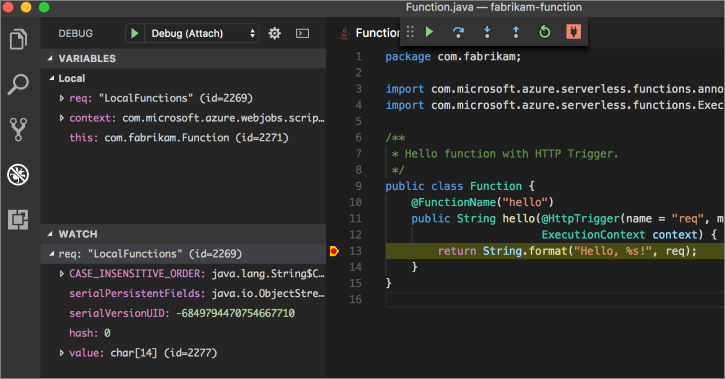 Function.java — fabrikam-function
DEBUG
Debug (Attach)
VARIABLES
Local
req: "LocalFunctions" (id=2269)
context: com.microsoft.azure.webjobs.scrip…
this: com.fabrikam.Function (id=2271)
WATCH
req: "LocalFunctions" (id=2269)
CASE_INSENSITIVE_ORDER: java.lang.String$C…
serialPersistentFields: java.io.ObjectStre…
serialVersionUID: -6849794470754667710
hash: 0
value: char[14] (id=2277)
Function
1 package com.fabrikam;
2
3 import com.microsoft.azure.serverless.functions.anno
4 import com.microsoft.azure.serverless.functions.Exec
5
6 /**
7 * Hello function with HTTP Trigger.
8 */
9 public class Function {
10 @FunctionName("hello")
11 public String hello(@HttpTrigger(name = "req", m
12 ExecutionContext context) {
13 return String.format("Hello, %s!", req);
14 }
15 }
16